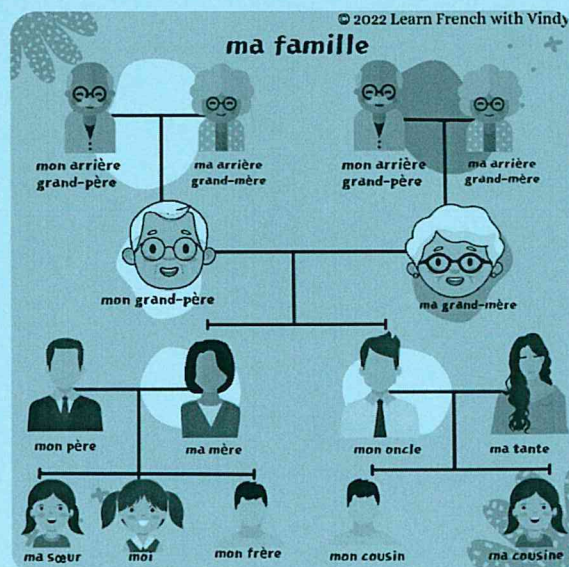 © 2022 Learn French with Vindy
ma famille
mon arrière
grand-père
ma arrière
grand-mère
mon arrière
grand-père
ma arrière
grand-mère
mon grand-père
ma grand-mère
mon père
ma mère
mon oncle
ma tante
ma sœur
moi
mon frère
mon cousin
ma cousine